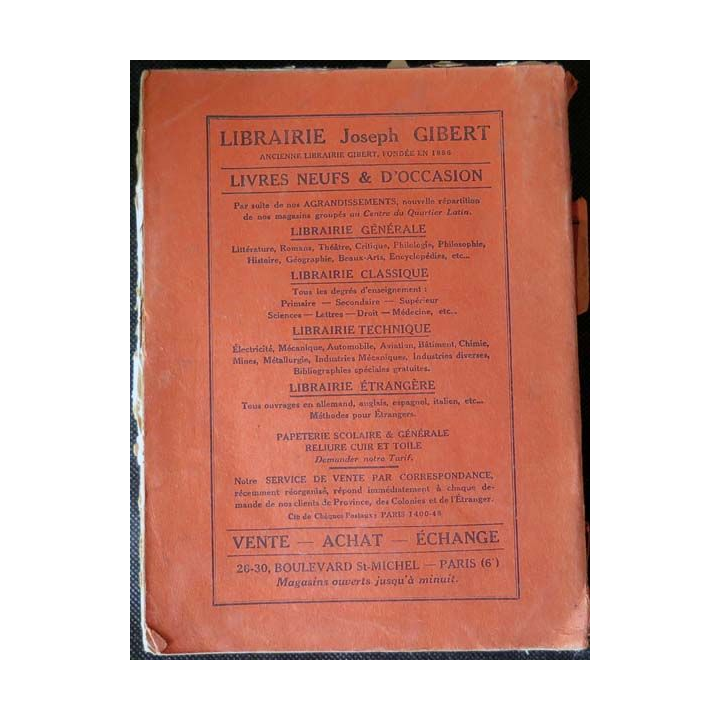 LIBRAIRIE Joseph GIBERT
ANCIENNE LIBRAIRIE GIBERT, FONDÉE EN 1886
LIVRES NEUFS & D'OCCASION
Par suite de nos AGRANDISSEMENTS, nouvelle répartition
de nos magasins groupés au Centre du Quartier Latin.
LIBRAIRIE GÉNÉRALE
Littérature, Romans, Théâtre, Critique, Philologie, Philosophie,
Histoire, Géographie, Beaux-Arts, Encyclopédies, etc...
LIBRAIRIE CLASSIQUE
Tous les degrés d'enseignement :
Primaire — Secondaire — Supérieur
Sciences — Lettres — Droit — Médecine, etc...
LIBRAIRIE TECHNIQUE
Électricité, Mécanique, Automobile, Aviation, Bâtiment, Chimie,
Mines, Métallurgie, Industries Mécaniques, Industries diverses,
Bibliographies spéciales gratuites.
LIBRAIRIE ÉTRANGÈRE
Tous ouvrages en allemand, anglais, espagnol, italien, etc...
Méthodes pour Étrangers.
PAPETERIE SCOLAIRE & GÉNÉRALE
RELIURE CUIR ET TOILE
Demander notre Tarif.
Notre SERVICE DE VENTE PAR CORRESPONDANCE,
récemment réorganisé, répond immédiatement à chaque de-
mande de nos clients de Province, des Colonies et de l'Étranger.
Cte de Chèques Postaux : PARIS 1400-48
VENTE — ACHAT — ÉCHANGE
26-30, BOULEVARD St-MICHEL — PARIS (6e)
Magasins ouverts jusqu'à minuit.